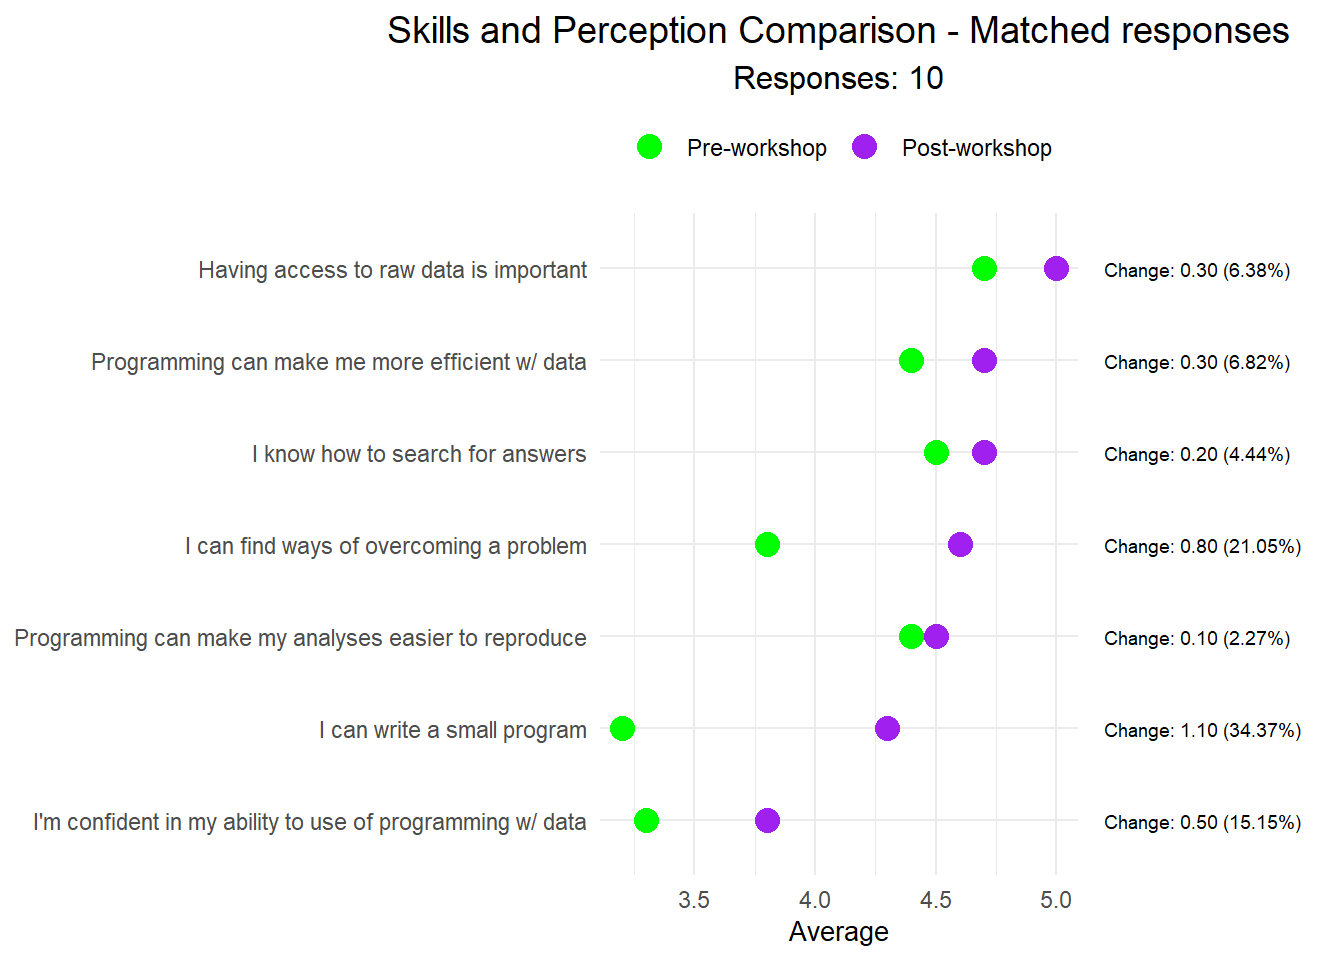 Skills and Perception Comparison - Matched responses
Responses: 10
Pre-workshop Post-workshop
Having access to raw data is important Change: 0.30 (6.38%)
Programming can make me more efficient w/ data Change: 0.30 (6.82%)
I know how to search for answers Change: 0.20 (4.44%)
I can find ways of overcoming a problem Change: 0.80 (21.05%)
Programming can make my analyses easier to reproduce Change: 0.10 (2.27%)
I can write a small program Change: 1.10 (34.37%)
I'm confident in my ability to use of programming w/ data Change: 0.50 (15.15%)
3.5 4.0 4.5 5.0
Average